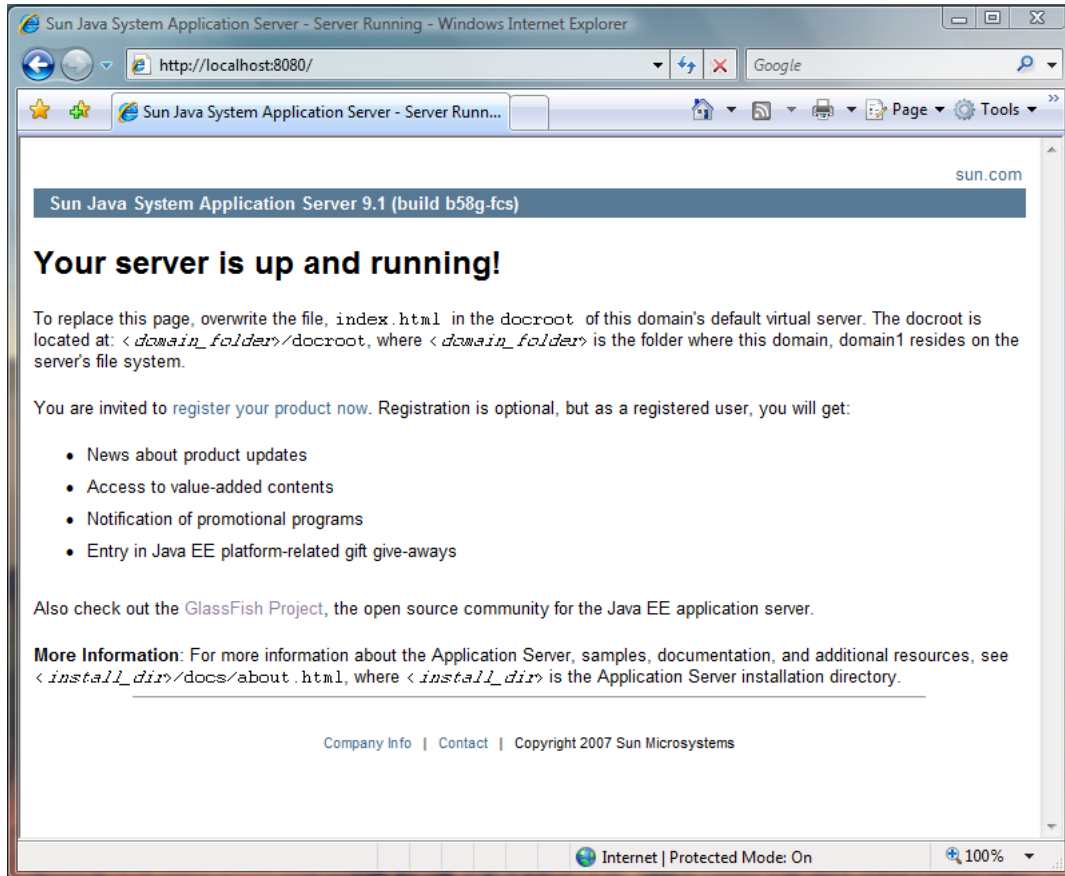 Sun Java System Application Server - Server Running - Windows Internet Explorer
http://localhost:8080/
Google
Sun Java System Application Server - Server Runn...
Page
Tools
sun.com
Sun Java System Application Server 9.1 (build b58g-fcs)
Your server is up and running!
To replace this page, overwrite the file, index.html in the docroot of this domain's default virtual server. The docroot is
located at: <domain_folder>/docroot, where <domain_folder> is the folder where this domain, domain1 resides on the
server's file system.
You are invited to register your product now. Registration is optional, but as a registered user, you will get:
• News about product updates
• Access to value-added contents
• Notification of promotional programs
• Entry in Java EE platform-related gift give-aways
Also check out the GlassFish Project, the open source community for the Java EE application server.
More Information: For more information about the Application Server, samples, documentation, and additional resources, see
<install_dir>/docs/about.html, where <install_dir> is the Application Server installation directory.
Company Info | Contact | Copyright 2007 Sun Microsystems
Internet | Protected Mode: On
100%